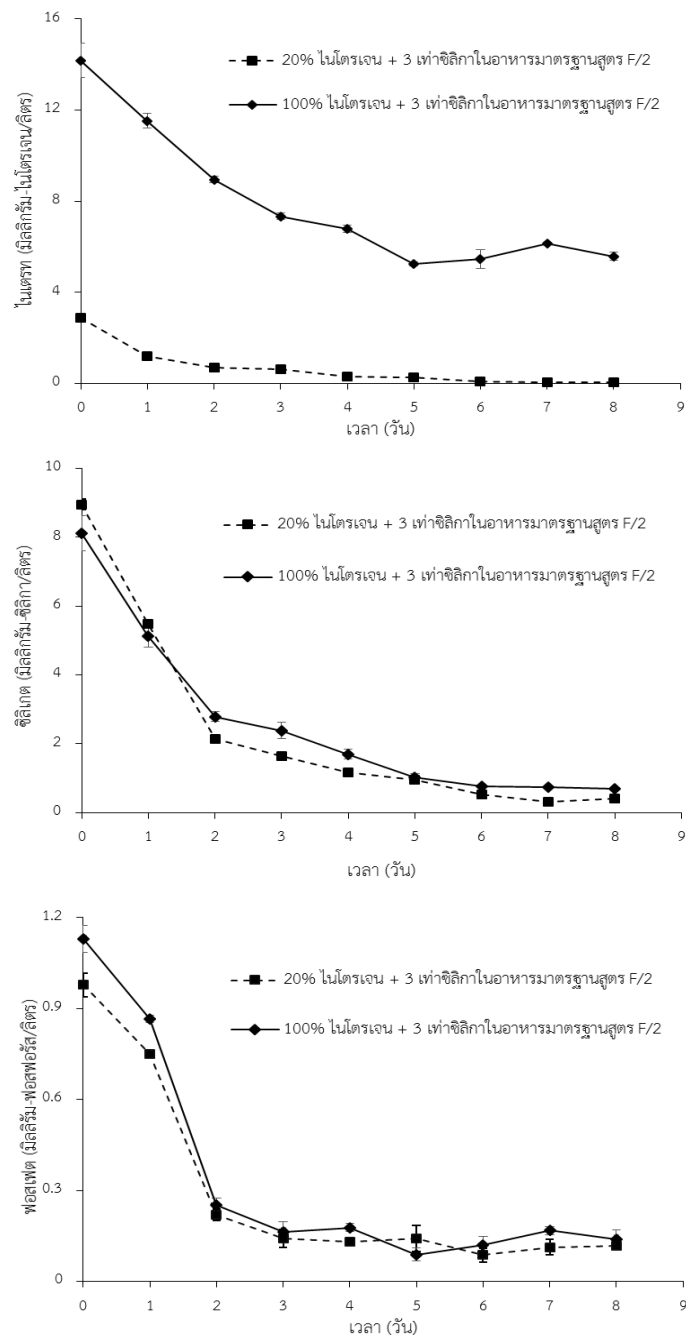 16
12
8
4
0
ไนเตรท (มิลลิกรัม-ไนโตรเจน/ลิตร)
20% ไนโตรเจน + 3 เท่าซิลิกาในอาหารมาตรฐานสูตร F/2
100% ไนโตรเจน + 3 เท่าซิลิกาในอาหารมาตรฐานสูตร F/2
0 1 2 3 4 5 6 7 8 9
เวลา (วัน)
10
8
6
4
2
0
ซิลิเกต (มิลลิกรัม-ซิลิกา/ลิตร)
20% ไนโตรเจน + 3 เท่าซิลิกาในอาหารมาตรฐานสูตร F/2
100% ไนโตรเจน + 3 เท่าซิลิกาในอาหารมาตรฐานสูตร F/2
0 1 2 3 4 5 6 7 8 9
เวลา (วัน)
1.2
0.9
0.6
0.3
0
ฟอสเฟต (มิลลิรัม-ฟอสฟอรัส/ลิตร)
20% ไนโตรเจน + 3 เท่าซิลิกาในอาหารมาตรฐานสูตร F/2
100% ไนโตรเจน + 3 เท่าซิลิกาในอาหารมาตรฐานสูตร F/2
0 1 2 3 4 5 6 7 8 9
เวลา (วัน)